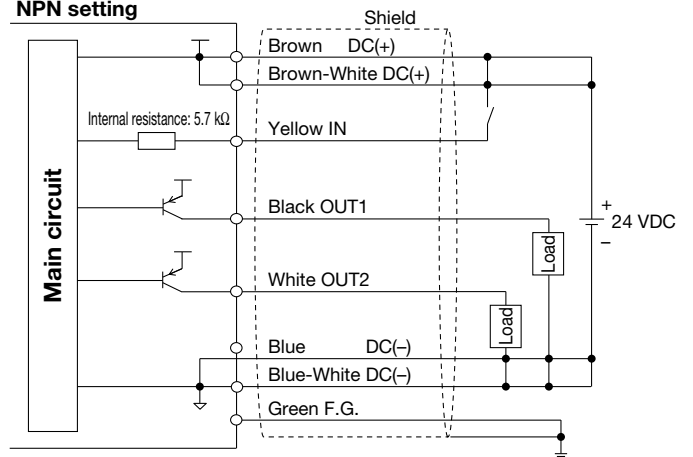 NPN setting
Shield
Brown DC(+)
Brown-White DC(+)
Internal resistance: 5.7 kΩ
Yellow IN
Main circuit
Black OUT1
+
24 VDC
–
Load
White OUT2
Load
Blue DC(–)
Blue-White DC(–)
Green F.G.